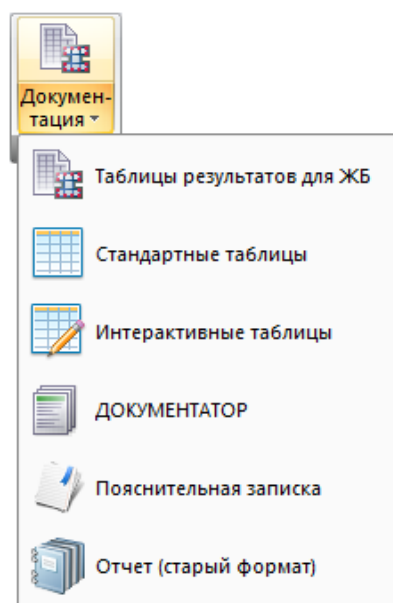 Докумен-
тация
Таблицы результатов для ЖБ
Стандартные таблицы
Интерактивные таблицы
ДОКУМЕНТАТОР
Пояснительная записка
Отчет (старый формат)